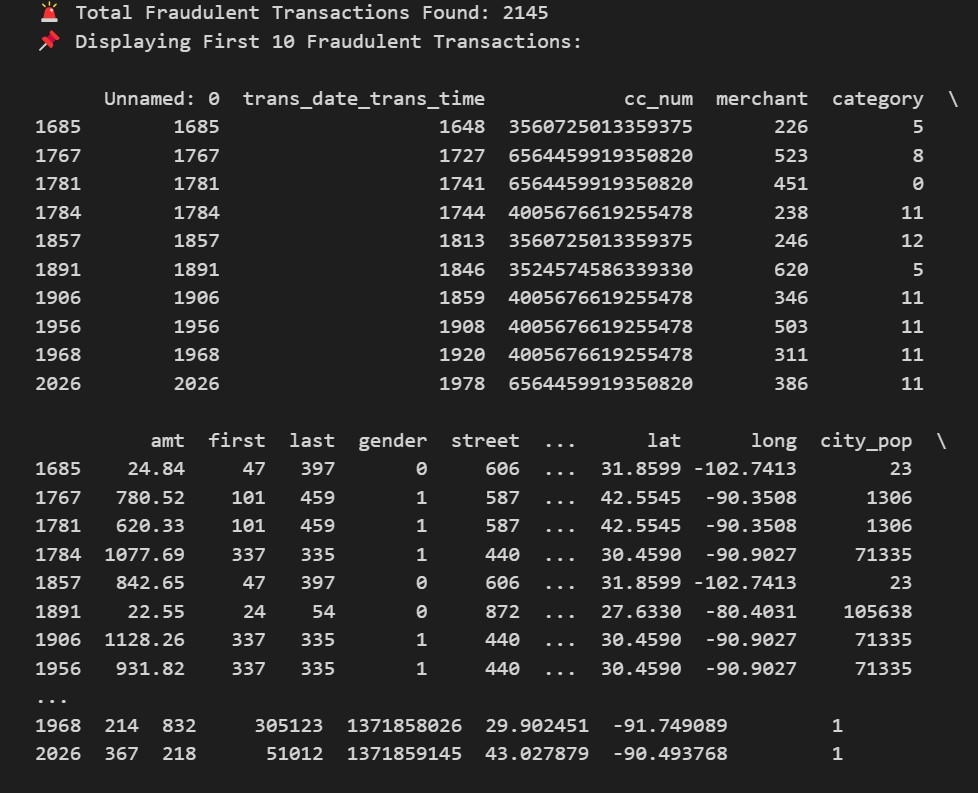 🚨 Total Fraudulent Transactions Found: 2145
📌 Displaying First 10 Fraudulent Transactions:
Unnamed: 0  trans_date_trans_time            cc_num  merchant  category  \
1685        1685                   1648  3560725013359375       226         5
1767        1767                   1727  6564459919350820       523         8
1781        1781                   1741  6564459919350820       451         0
1784        1784                   1744  4005676619255478       238        11
1857        1857                   1813  3560725013359375       246        12
1891        1891                   1846  3524574586339330       620         5
1906        1906                   1859  4005676619255478       346        11
1956        1956                   1908  4005676619255478       503        11
1968        1968                   1920  4005676619255478       311        11
2026        2026                   1978  6564459919350820       386        11
amt  first  last  gender  street  ...      lat      long  city_pop  \
1685    24.84     47   397       0     606  ...  31.8599 -102.7413        23
1767   780.52    101   459       1     587  ...  42.5545  -90.3508      1306
1781   620.33    101   459       1     587  ...  42.5545  -90.3508      1306
1784  1077.69    337   335       1     440  ...  30.4590  -90.9027     71335
1857   842.65     47   397       0     606  ...  31.8599 -102.7413        23
1891    22.55     24    54       0     872  ...  27.6330  -80.4031    105638
1906  1128.26    337   335       1     440  ...  30.4590  -90.9027     71335
1956   931.82    337   335       1     440  ...  30.4590  -90.9027     71335
...
1968  214  832     305123  1371858026  29.902451  -91.749089         1
2026  367  218      51012  1371859145  43.027879  -90.493768         1